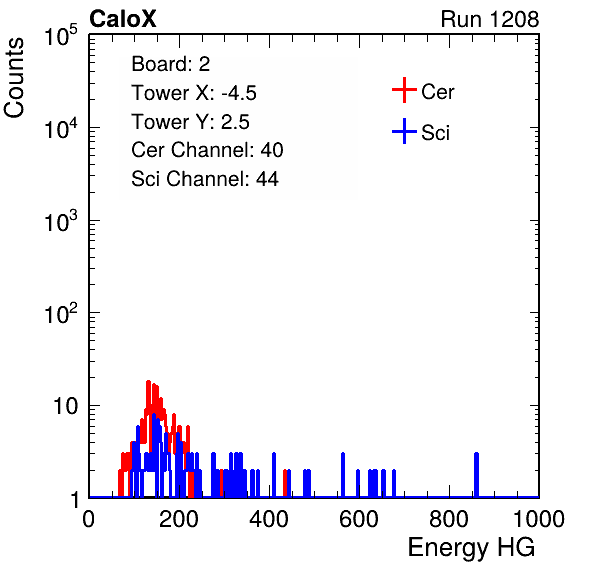 CaloX
Run 1208
Counts
10^5
10^4
10^3
10^2
10
1
Board: 2
Tower X: -4.5
Tower Y: 2.5
Cer Channel: 40
Sci Channel: 44
Cer
Sci
0 200 400 600 800 1000
Energy HG